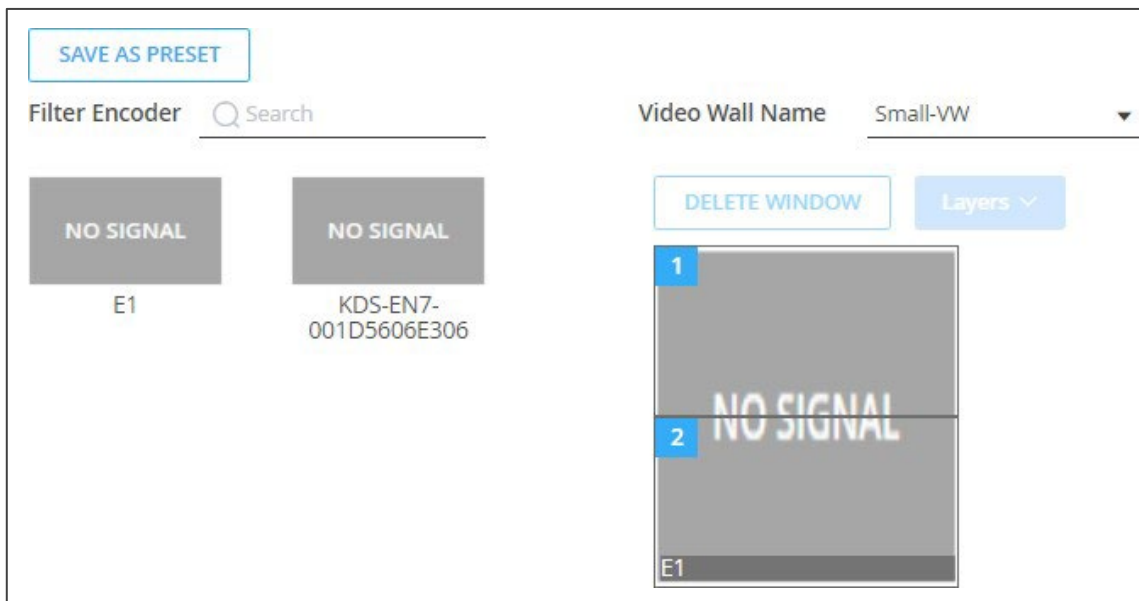 SAVE AS PRESET
Filter Encoder
Search
Video Wall Name
Small-VW
DELETE WINDOW
Layers
NO SIGNAL
E1
NO SIGNAL
KDS-EN7-
001D5606E306
1
2
NO SIGNAL
E1